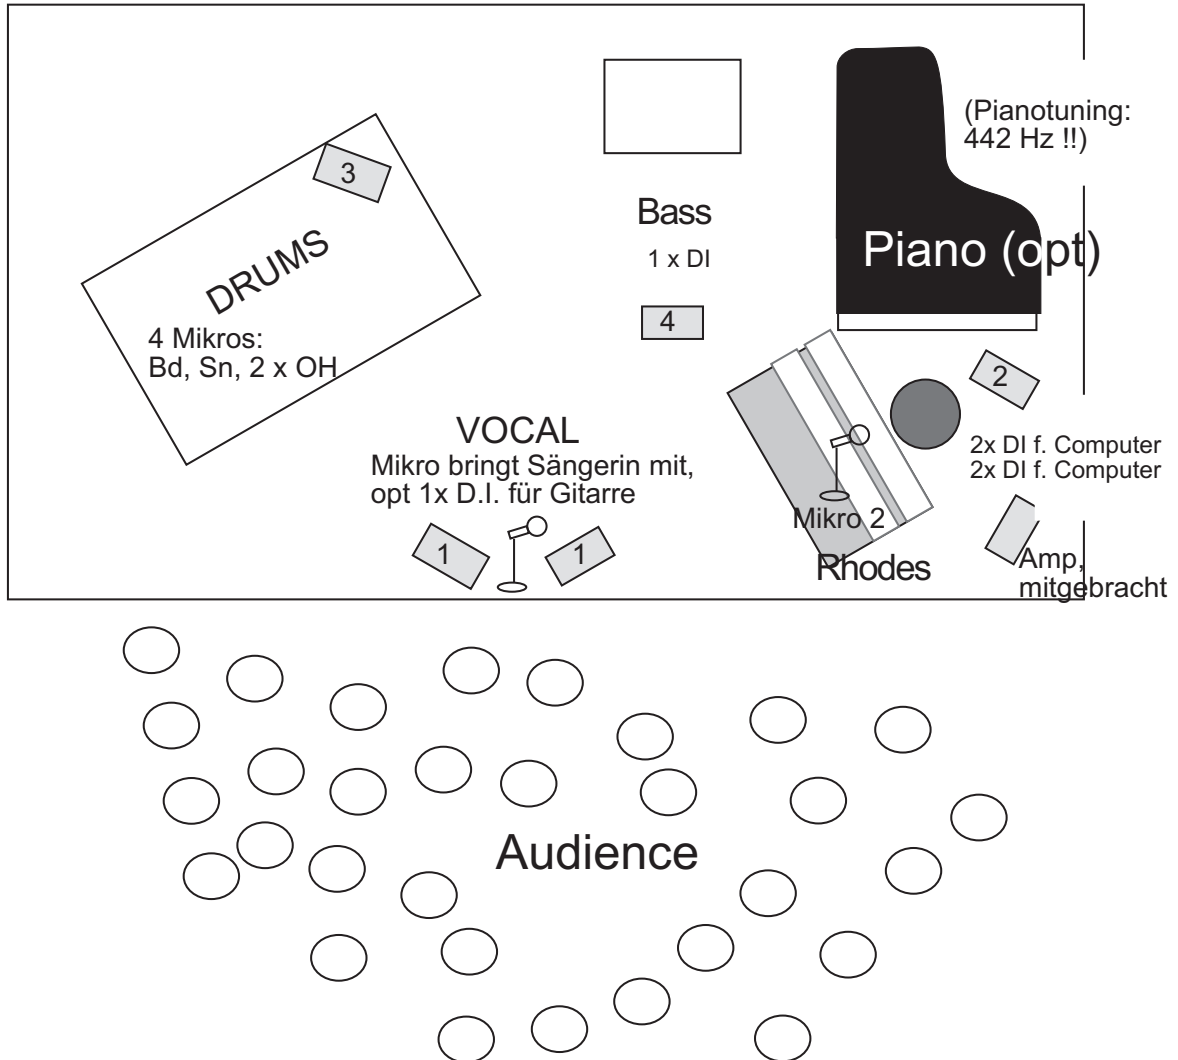 (Pianotuning:
442 Hz !!)
3
Bass
DRUMS
1 x DI
Piano (opt)
4
4 Mikros:
Bd, Sn, 2 x OH
2
VOCAL
Mikro bringt Sängerin mit,
opt 1x D.I. für Gitarre
2x DI f. Computer
2x DI f. Computer
Mikro 2
1
1
Rhodes
Amp,
mitgebracht
Audience